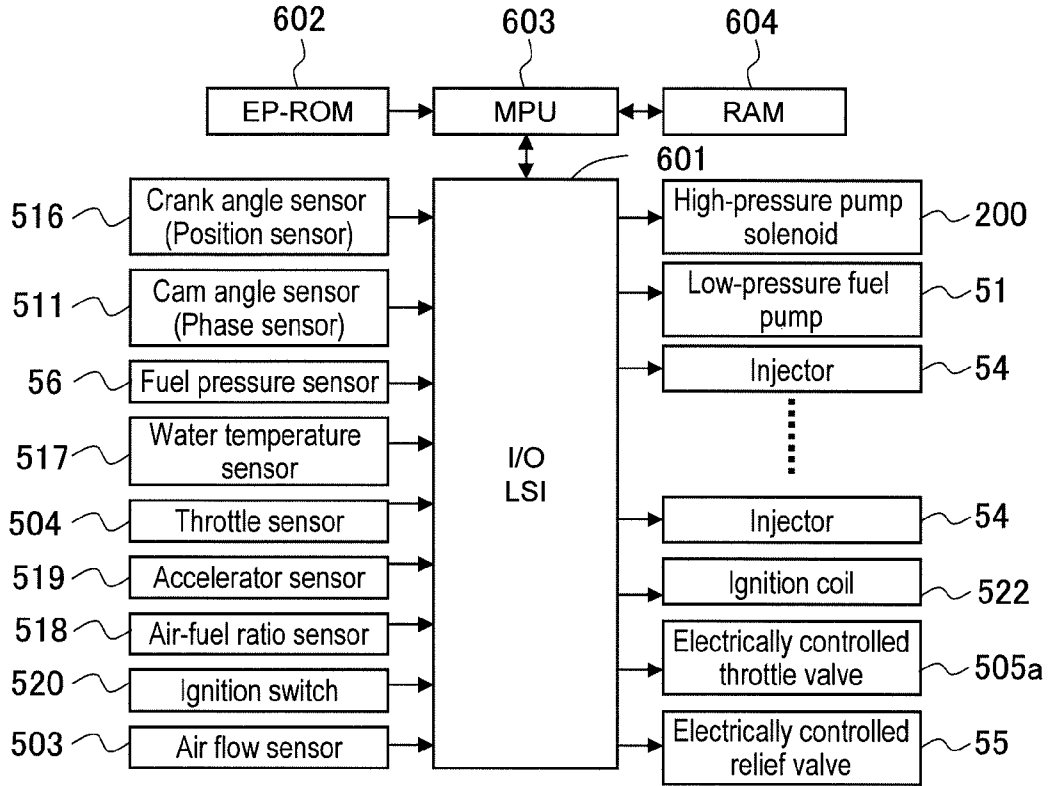 602
603
604
EP-ROM
MPU
RAM
601
516
Crank angle sensor
(Position sensor)
511
Cam angle sensor
(Phase sensor)
56
Fuel pressure sensor
517
Water temperature
sensor
504
Throttle sensor
519
Accelerator sensor
518
Air-fuel ratio sensor
520
Ignition switch
503
Air flow sensor
I/O
LSI
High-pressure pump
solenoid
200
Low-pressure fuel
pump
51
Injector
54
Injector
54
Ignition coil
522
Electrically controlled
throttle valve
505a
Electrically controlled
relief valve
55